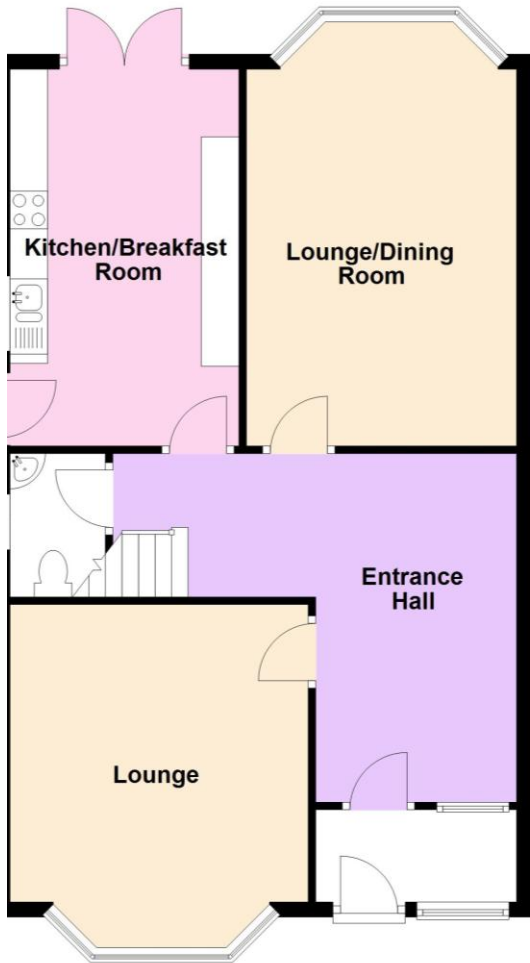 Kitchen/Breakfast
Room
Lounge/Dining
Room
Entrance
Hall
Lounge